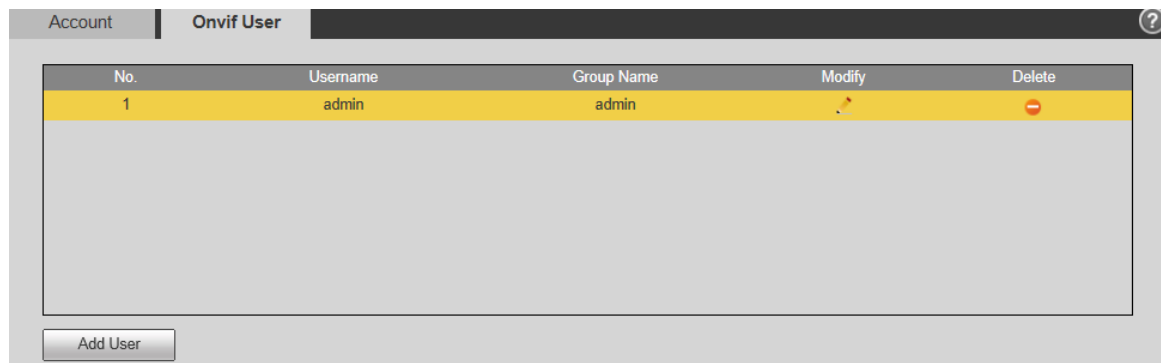 Account Onvif User ?
No. Username Group Name Modify Delete
1 admin admin
Add User